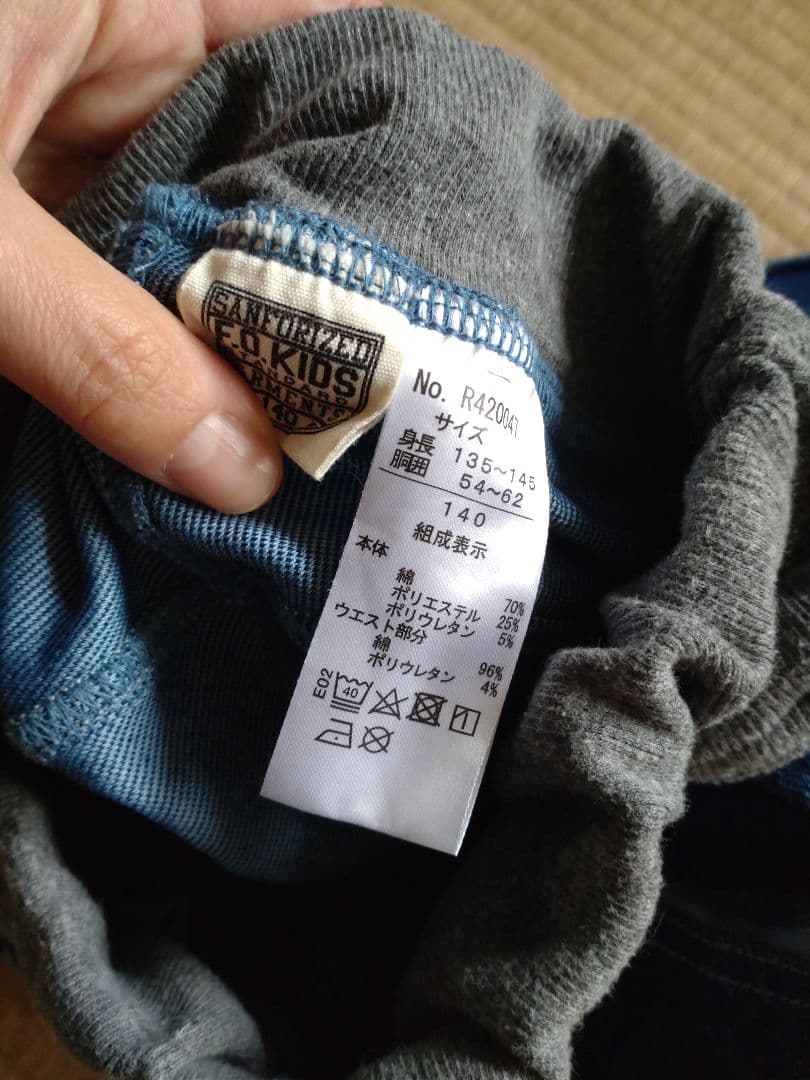 SANFORIZED
F.O.KIDS
STANDARD
GARMENTS
140
No. R420047
サイズ
身長 135~145
胴囲 54~62
140
組成表示
本体
綿 70%
ポリエステル 25%
ポリウレタン 5%
ウエスト部分
綿 96%
ポリウレタン 4%
E02
40